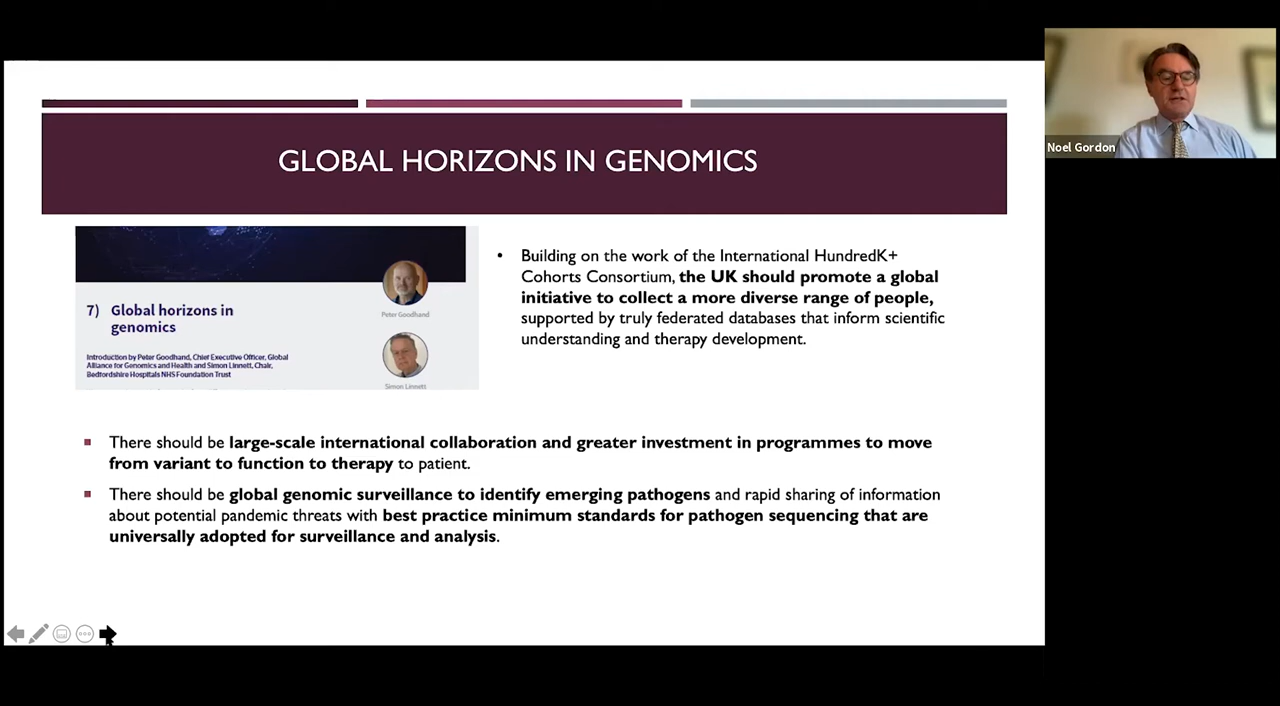 GLOBAL HORIZONS IN GENOMICS
7) Global horizons in
genomics
Introduction by Peter Goodhand, Chief Executive Officer, Global
Alliance for Genomics and Health and Simon Linnett, Chair,
Bedfordshire Hospitals NHS Foundation Trust
Peter Goodhand
Simon Linnett
• Building on the work of the International HundredK+
Cohorts Consortium, the UK should promote a global
initiative to collect a more diverse range of people,
supported by truly federated databases that inform scientific
understanding and therapy development.
There should be large-scale international collaboration and greater investment in programmes to move
from variant to function to therapy to patient.
There should be global genomic surveillance to identify emerging pathogens and rapid sharing of information
about potential pandemic threats with best practice minimum standards for pathogen sequencing that are
universally adopted for surveillance and analysis.
Noel Gordon